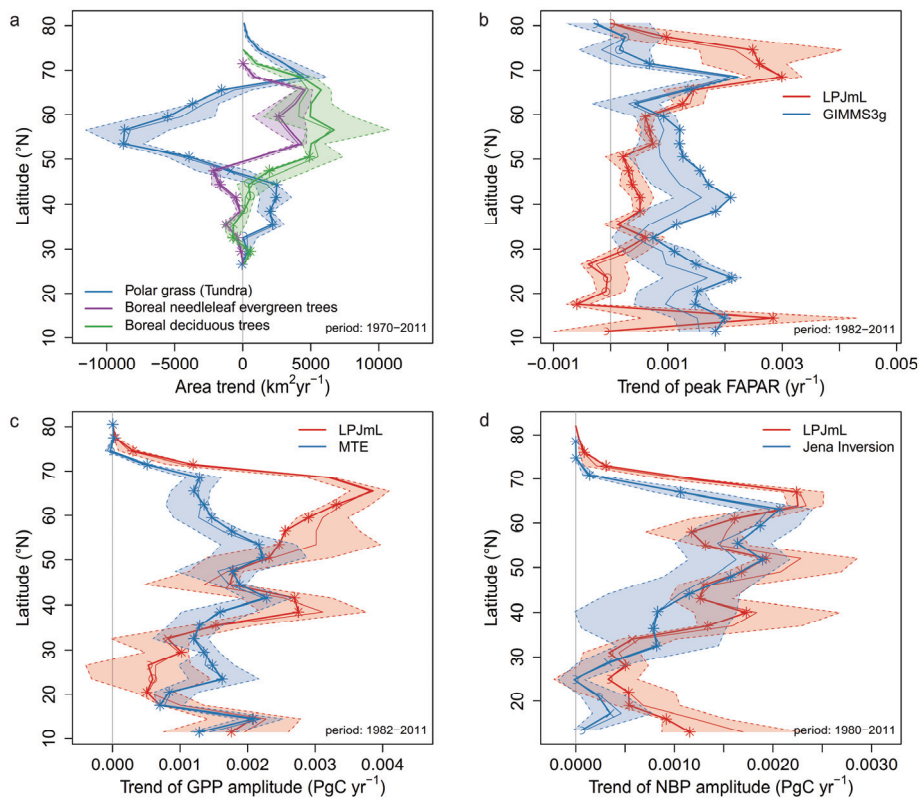 a
Latitude (°N)
10 20 30 40 50 60 70 80
Polar grass (Tundra)
Boreal needleleaf evergreen trees
Boreal deciduous trees
period: 1970−2011
−10000 −5000 0 5000 10000
Area trend (km²yr⁻¹)
b
Latitude (°N)
10 20 30 40 50 60 70 80
LPJmL
GIMMS3g
period: 1982−2011
−0.001 0.001 0.003 0.005
Trend of peak FAPAR (yr⁻¹)
c
Latitude (°N)
10 20 30 40 50 60 70 80
LPJmL
MTE
period: 1982−2011
0.000 0.001 0.002 0.003 0.004
Trend of GPP amplitude (PgC yr⁻¹)
d
Latitude (°N)
20 30 40 50 60 70 80
LPJmL
Jena Inversion
period: 1980−2011
0.0000 0.0010 0.0020 0.0030
Trend of NBP amplitude (PgC yr⁻¹)